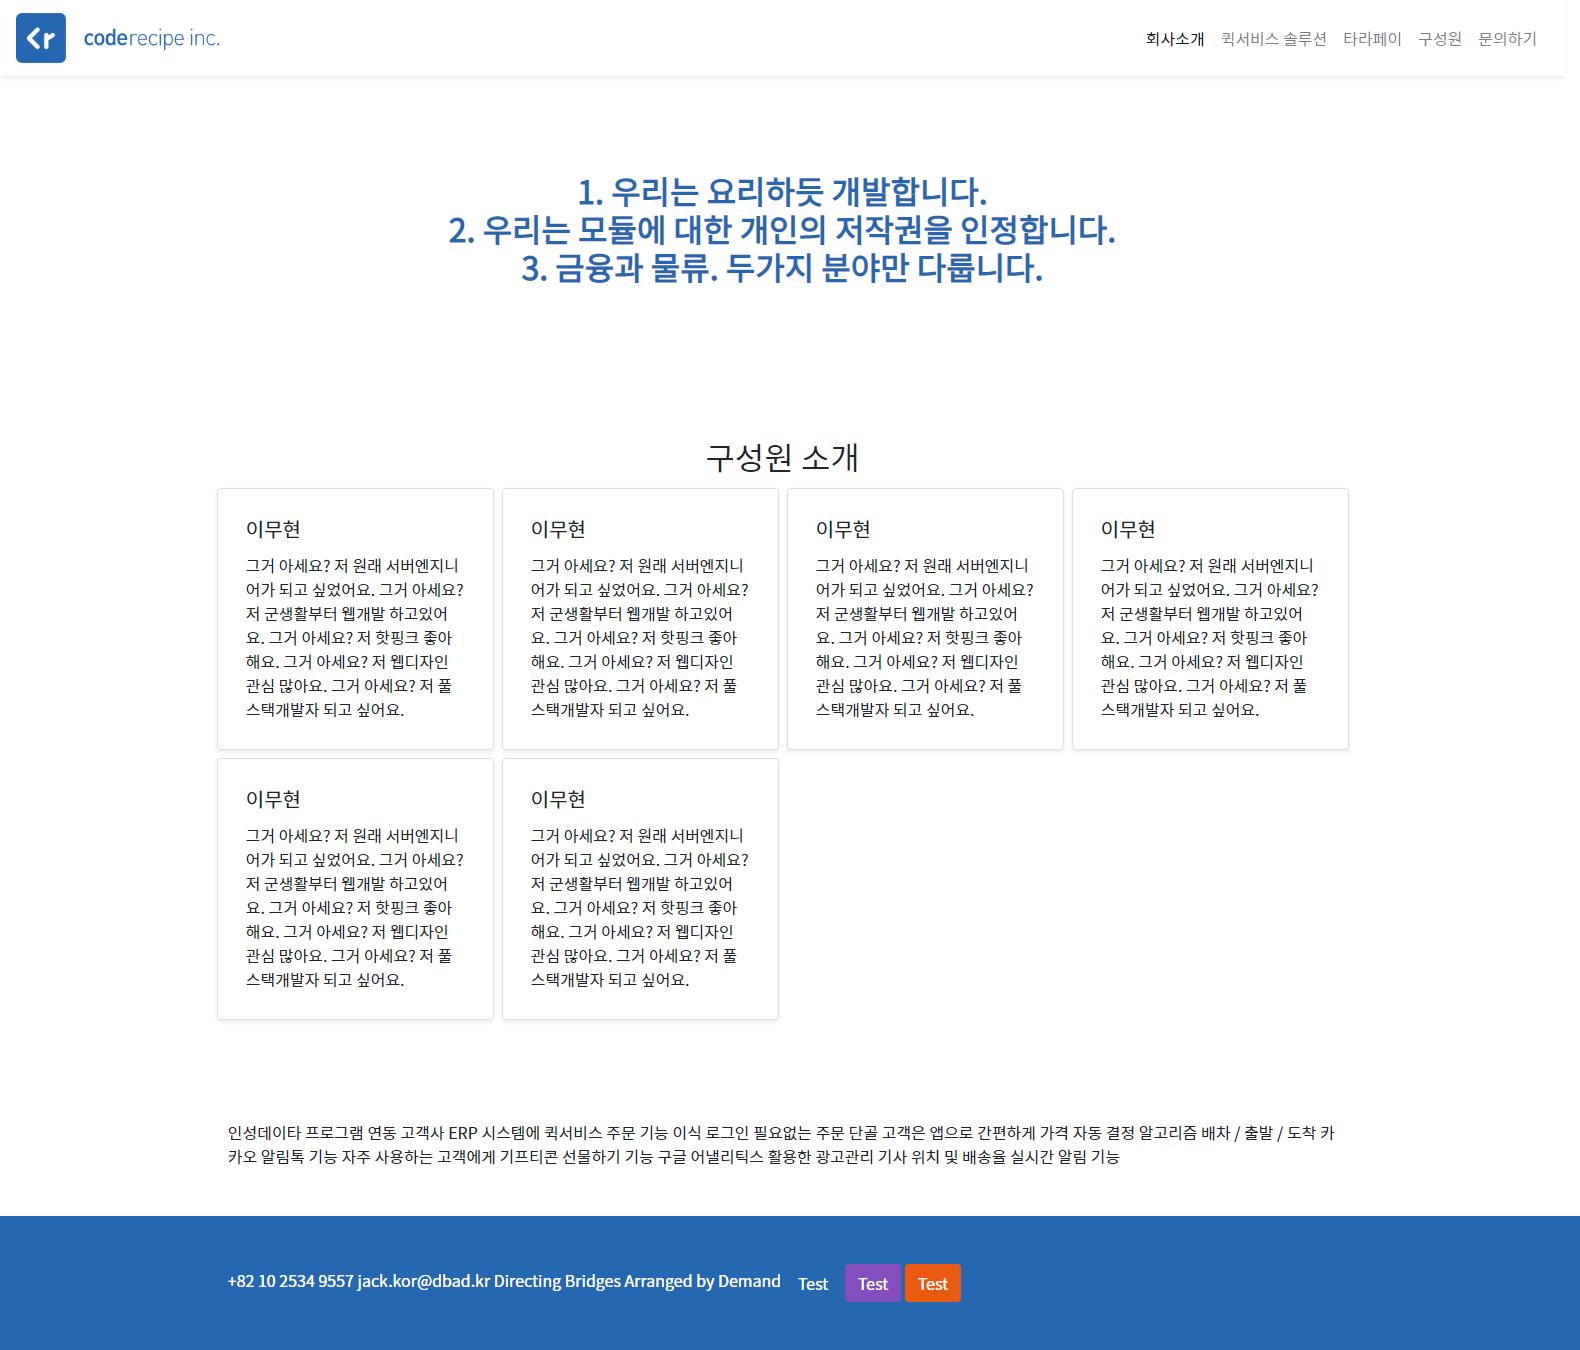 <r coderecipe inc.
회사소개 퀵서비스 솔루션 타라페이 구성원 문의하기
1. 우리는 요리하듯 개발합니다.
2. 우리는 모듈에 대한 개인의 저작권을 인정합니다.
3. 금융과 물류. 두가지 분야만 다룹니다.
구성원 소개
이무현
그거 아세요? 저 원래 서버엔지니
어가 되고 싶었어요. 그거 아세요?
저 군생활부터 웹개발 하고있어
요. 그거 아세요? 저 핫핑크 좋아
해요. 그거 아세요? 저 웹디자인
관심 많아요. 그거 아세요? 저 풀
스택개발자 되고 싶어요.
이무현
그거 아세요? 저 원래 서버엔지니
어가 되고 싶었어요. 그거 아세요?
저 군생활부터 웹개발 하고있어
요. 그거 아세요? 저 핫핑크 좋아
해요. 그거 아세요? 저 웹디자인
관심 많아요. 그거 아세요? 저 풀
스택개발자 되고 싶어요.
이무현
그거 아세요? 저 원래 서버엔지니
어가 되고 싶었어요. 그거 아세요?
저 군생활부터 웹개발 하고있어
요. 그거 아세요? 저 핫핑크 좋아
해요. 그거 아세요? 저 웹디자인
관심 많아요. 그거 아세요? 저 풀
스택개발자 되고 싶어요.
이무현
그거 아세요? 저 원래 서버엔지니
어가 되고 싶었어요. 그거 아세요?
저 군생활부터 웹개발 하고있어
요. 그거 아세요? 저 핫핑크 좋아
해요. 그거 아세요? 저 웹디자인
관심 많아요. 그거 아세요? 저 풀
스택개발자 되고 싶어요.
이무현
그거 아세요? 저 원래 서버엔지니
어가 되고 싶었어요. 그거 아세요?
저 군생활부터 웹개발 하고있어
요. 그거 아세요? 저 핫핑크 좋아
해요. 그거 아세요? 저 웹디자인
관심 많아요. 그거 아세요? 저 풀
스택개발자 되고 싶어요.
이무현
그거 아세요? 저 원래 서버엔지니
어가 되고 싶었어요. 그거 아세요?
저 군생활부터 웹개발 하고있어
요. 그거 아세요? 저 핫핑크 좋아
해요. 그거 아세요? 저 웹디자인
관심 많아요. 그거 아세요? 저 풀
스택개발자 되고 싶어요.
인성데이타 프로그램 연동 고객사 ERP 시스템에 퀵서비스 주문 기능 이식 로그인 필요없는 주문 단골 고객은 앱으로 간편하게 가격 자동 결정 알고리즘 배차 / 출발 / 도착 카
카오 알림톡 기능 자주 사용하는 고객에게 기프티콘 선물하기 기능 구글 어낼리틱스 활용한 광고관리 기사 위치 및 배송율 실시간 알림 기능
+82 10 2534 9557 jack.kor@dbad.kr Directing Bridges Arranged by Demand Test Test Test